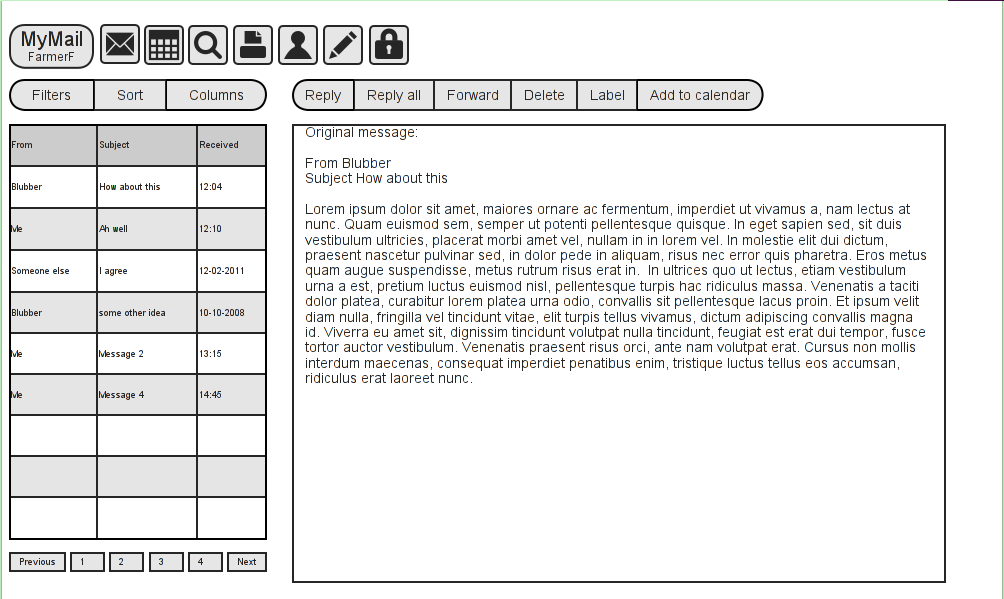 MyMail
FarmerF
Filters Sort Columns
Reply Reply all Forward Delete Label Add to calendar
From Subject Received
Blubber How about this 12:04
Me Ah well 12:10
Someone else I agree 12-02-2011
Blubber some other idea 10-10-2008
Me Message 2 13:15
Me Message 4 14:45
Previous 1 2 3 4 Next
Original message:
From Blubber
Subject How about this
Lorem ipsum dolor sit amet, maiores ornare ac fermentum, imperdiet ut vivamus a, nam lectus at
nunc. Quam euismod sem, semper ut potenti pellentesque quisque. In eget sapien sed, sit duis
vestibulum ultricies, placerat morbi amet vel, nullam in in lorem vel. In molestie elit dui dictum,
praesent nascetur pulvinar sed, in dolor pede in aliquam, risus nec error quis pharetra. Eros metus
quam augue suspendisse, metus rutrum risus erat in.  In ultrices quo ut lectus, etiam vestibulum
urna a est, pretium luctus euismod nisl, pellentesque turpis hac ridiculus massa. Venenatis a taciti
dolor platea, curabitur lorem platea urna odio, convallis sit pellentesque lacus proin. Et ipsum velit
diam nulla, fringilla vel tincidunt vitae, elit turpis tellus vivamus, dictum adipiscing convallis magna
id. Viverra eu amet sit, dignissim tincidunt volutpat nulla tincidunt, feugiat est erat dui tempor, fusce
tortor auctor vestibulum. Venenatis praesent risus orci, ante nam volutpat erat. Cursus non mollis
interdum maecenas, consequat imperdiet penatibus enim, tristique luctus tellus eos accumsan,
ridiculus erat laoreet nunc.